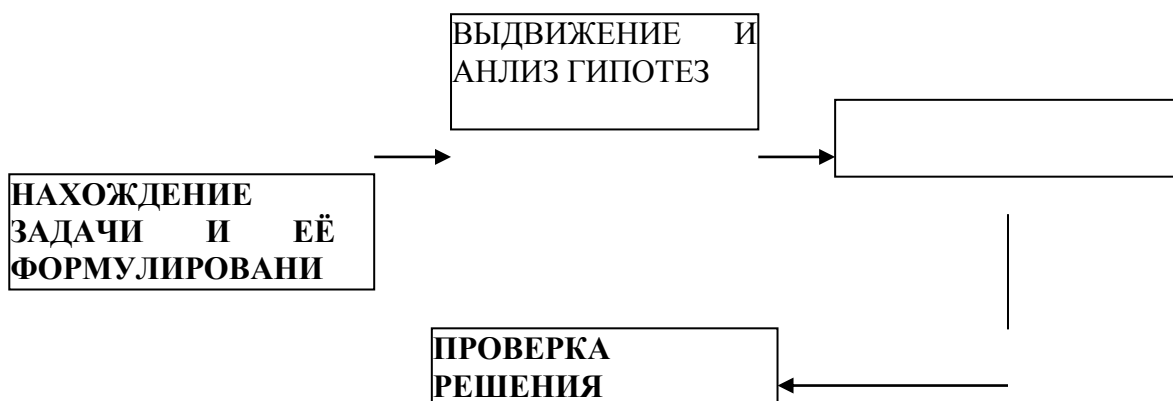 ВЫДВИЖЕНИЕ И
АНЛИЗ ГИПОТЕЗ
НАХОЖДЕНИЕ
ЗАДАЧИ И ЕЁ
ФОРМУЛИРОВАНИ
ПРОВЕРКА
РЕШЕНИЯ